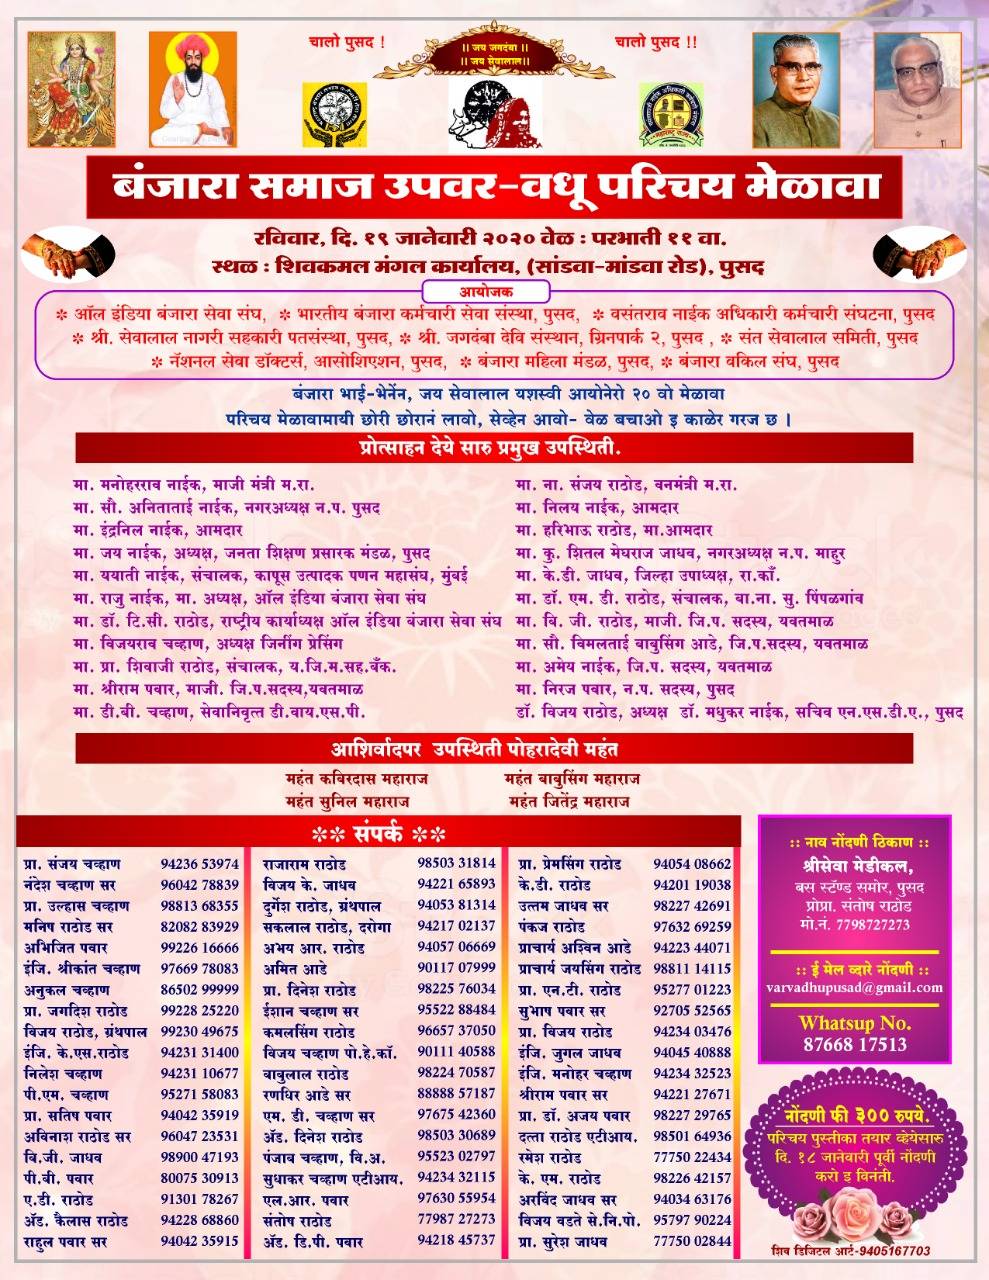 चालो पुसद !
|| जय जगदंबा ||
|| जय सेवालाल||
चालो पुसद !!
बंजारा समाज उपवर-वधू परिचय मेळावा
रविवार, दि. १९ जानेवारी २०२० वेळ : परभाती ११ वा.
स्थळ : शिवकमल मंगल कार्यालय, (सांडवा-मांडवा रोड), पुसद
आयोजक
❉ ऑल इंडिया बंजारा सेवा संघ, ❉ भारतीय बंजारा कर्मचारी सेवा संस्था, पुसद, ❉ वसंतराव नाईक अधिकारी कर्मचारी संघटना, पुसद
❉ श्री. सेवालाल नागरी सहकारी पतसंस्था, पुसद, ❉ श्री. जगदंबा देवि संस्थान, ग्रिनपार्क २, पुसद , ❉ संत सेवालाल समिती, पुसद
❉ नॅशनल सेवा डॉक्टर्स, आसोशिएशन, पुसद, ❉ बंजारा महिला मंडळ, पुसद, ❉ बंजारा वकिल संघ, पुसद
बंजारा भाई-भेनेंन, जय सेवालाल यशस्वी आयोनेरो २० वो मेळावा
परिचय मेळावामायी छोरी छोरानं लावो, सेव्हेन आवो- वेळ बचाओ इ काळेर गरज छ |
प्रोत्साहन देये सारु प्रमुख उपस्थिती.
मा. मनोहरराव नाईक, माजी मंत्री म.रा.
मा. सौ. अनिताताई नाईक, नगरअध्यक्ष न.प. पुसद
मा. इंद्रनिल नाईक, आमदार
मा. जय नाईक, अध्यक्ष, जनता शिक्षण प्रसारक मंडळ, पुसद
मा. ययाती नाईक, संचालक, कापूस उत्पादक पणन महासंघ, मुंबई
मा. राजु नाईक, मा. अध्यक्ष, ऑल इंडिया बंजारा सेवा संघ
मा. डॉ. टि.सी. राठोड, राष्ट्रीय कार्याध्यक्ष ऑल इंडिया बंजारा सेवा संघ
मा. विजयराव चव्हाण, अध्यक्ष जिनींग प्रेसिंग
मा. प्रा. शिवाजी राठोड, संचालक, य.जि.म.सह.बँक.
मा. श्रीराम पवार, माजी. जि.प.सदस्य,यवतमाळ
मा. डी.बी. चव्हाण, सेवानिवृत्त डी.वाय.एस.पी.
मा. ना. संजय राठोड, वनमंत्री म.रा.
मा. निलय नाईक, आमदार
मा. हरिभाऊ राठोड, मा.आमदार
मा. कु. शितल मेघराज जाधव, नगरअध्यक्ष न.प. माहुर
मा. के.डी. जाधव, जिल्हा उपाध्यक्ष, रा.काँ.
मा. डॉ. एम. डी. राठोड, संचालक, बा.ना. सु. पिंपळगांव
मा. बि. जी. राठोड, माजी. जि.प. सदस्य, यवतमाळ
मा. सौ. विमलताई बाबुसिंग आडे, जि.प.सदस्य, यवतमाळ
मा. अमेय नाईक, जि.प. सदस्य, यवतमाळ
मा. निरज पवार, न.प. सदस्य, पुसद
डॉ. विजय राठोड, अध्यक्ष डॉ. मधुकर नाईक, सचिव एन.एस.डी.ए., पुसद
आशिर्वादपर उपस्थिती पोहरादेवी महंत
महंत कविरदास महाराज
महंत बाबुसिंग महाराज
महंत सुनिल महाराज
महंत जितेंद्र महाराज
❉❉ संपर्क ❉❉
प्रा. संजय चव्हाण 94236 53974
नंदेश चव्हाण सर 96042 78839
प्रा. उल्हास चव्हाण 98813 68355
मनिष राठोड सर 82082 83929
अभिजित पवार 99226 16666
इंजि. श्रीकांत चव्हाण 97669 78083
अनुकल चव्हाण 86502 99999
प्रा. जगदिश राठोड 99228 25220
विजय राठोड, ग्रंथपाल 99230 49675
इंजि. के.एस.राठोड 94231 31400
निलेश चव्हाण 94231 10677
पी.एम. चव्हाण 95271 58083
प्रा. सतिष पवार 94042 35919
अविनाश राठोड सर 96047 23531
बि.जी. जाधव 98900 47193
पी.बी. पवार 80075 30913
ए.डी. राठोड 91301 78267
ॲड. कैलास राठोड 94228 68860
राहुल पवार सर 94042 35915
राजाराम राठोड 98503 31814
विजय के. जाधव 94221 65893
दुर्गेश राठोड, ग्रंथपाल 94053 81314
सकलाल राठोड, दरोगा 94217 02137
अभय आर. राठोड 94057 06669
अमित आडे 90117 07999
प्रा. दिनेश राठोड 98225 76034
ईशान चव्हाण सर 95522 88484
कमलसिंग राठोड 96657 37050
विजय चव्हाण पो.हे.कॉ. 90111 40588
बाबुलाल राठोड 98224 70587
रणधिर आडे सर 88888 57187
एम. डी. चव्हाण सर 97675 42360
ॲड. दिनेश राठोड 98503 30689
पंजाब चव्हाण, वि.अ. 95523 02797
सुधाकर चव्हाण एटीआय. 94234 32115
एल.आर. पवार 97630 55954
संतोष राठोड 77987 27273
ॲड. डि.पी. पवार 94218 45737
प्रा. प्रेमसिंग राठोड 94054 08662
के.डी. राठोड 94201 19038
उत्तम जाधव सर 98227 42691
पंकज राठोड 97632 69259
प्राचार्य अश्विन आडे 94223 44071
प्राचार्य जयसिंग राठोड 98811 14115
प्रा. एन.टी. राठोड 95277 01223
सुभाष पवार सर 92705 52565
प्रा. विजय राठोड 94234 03476
इंजि. जुगल जाधव 94045 40888
इंजि. मनोहर चव्हाण 94234 32523
श्रीराम पवार सर 94221 27671
प्रा. डॉ. अजय पवार 98227 29765
दत्ता राठोड एटीआय. 98501 64936
रमेश राठोड 77750 22434
के. एम. राठोड 98226 42157
अरविंद जाधव सर 94034 63176
विजय वडते से.नि.पो. 95797 90224
प्रा. सुरेश जाधव 77750 02844
:: नाव नोंदणी ठिकाण ::
श्रीसेवा मेडीकल,
बस स्टॅण्ड समोर, पुसद
प्रोप्रा. संतोष राठोड
मो.नं. 7798727273
:: ई मेल व्दारे नोंदणी ::
varvadhupusad@gmail.com
Whatsup No.
87668 17513
नोंदणी फी ३०० रुपये.
परिचय पुस्तीका तयार व्हेयेसारु
दि. १८ जानेवारी पूर्वी नोंदणी
करो इ विनंती.
शिव डिजिटल आर्ट-9405167703